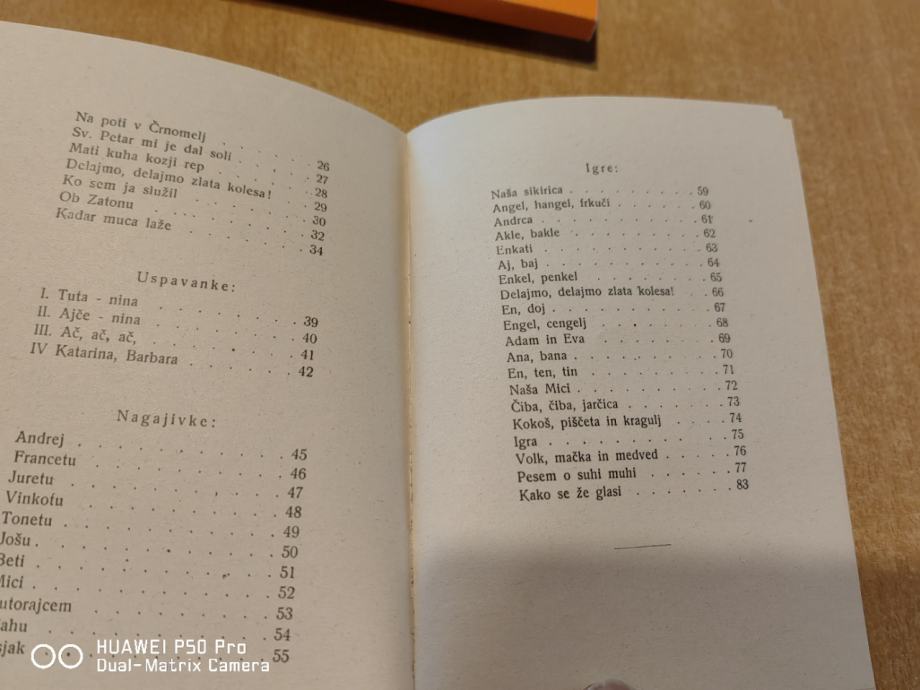 Na poti v Črnomelj . . . . . . 26
Sv. Petar mi je dal soli . . . . . 27
Mati kuha kozji rep . . . . . . 28
Delajmo, delajmo zlata kolesa! . . . 29
Ko sem ja služil . . . . . . . 30
Ob Zatonu . . . . . . . . 32
Kadar muca laže . . . . . . . 34
Uspavanke:
I. Tuta - nina . . . . . . . 39
II. Ajče - nina . . . . . . . 40
III. Ač, ač, ač, . . . . . . . 41
IV Katarina, Barbara . . . . . . 42
Nagajivke:
Andrej . . . . . . . . . 45
Francetu . . . . . . . . . 46
Juretu . . . . . . . . . 47
Vinkotu . . . . . . . . . 48
Tonetu . . . . . . . . . 49
Jošu . . . . . . . . . . 50
Beti . . . . . . . . . . 51
Mici . . . . . . . . . . 52
utorajcem . . . . . . . . 53
ahu . . . . . . . . . 54
sjak . . . . . . . . . 55
Igre:
Naša sikirica . . . . . . . . . 59
Angel, hangel, frkuči . . . . . . 60
Andrca . . . . . . . . . . 61
Akle, bakle . . . . . . . . . 62
Enkati . . . . . . . . . . 63
Aj, baj . . . . . . . . . . 64
Enkel, penkel . . . . . . . . 65
Delajmo, delajmo zlata kolesa! . . . 66
En, doj . . . . . . . . . . 67
Engel, cengelj . . . . . . . . 68
Adam in Eva . . . . . . . . 69
Ana, bana . . . . . . . . . 70
En, ten, tin . . . . . . . . . 71
Naša Mici . . . . . . . . . 72
Čiba, čiba, jarčica . . . . . . . 73
Kokoš, piščeta in kragulj . . . . 74
Igra . . . . . . . . . . . 75
Volk, mačka in medved . . . . . 76
Pesem o suhi muhi . . . . . . 77
Kako se že glasi . . . . . . . 83
HUAWEI P50 Pro
Dual-Matrix Camera